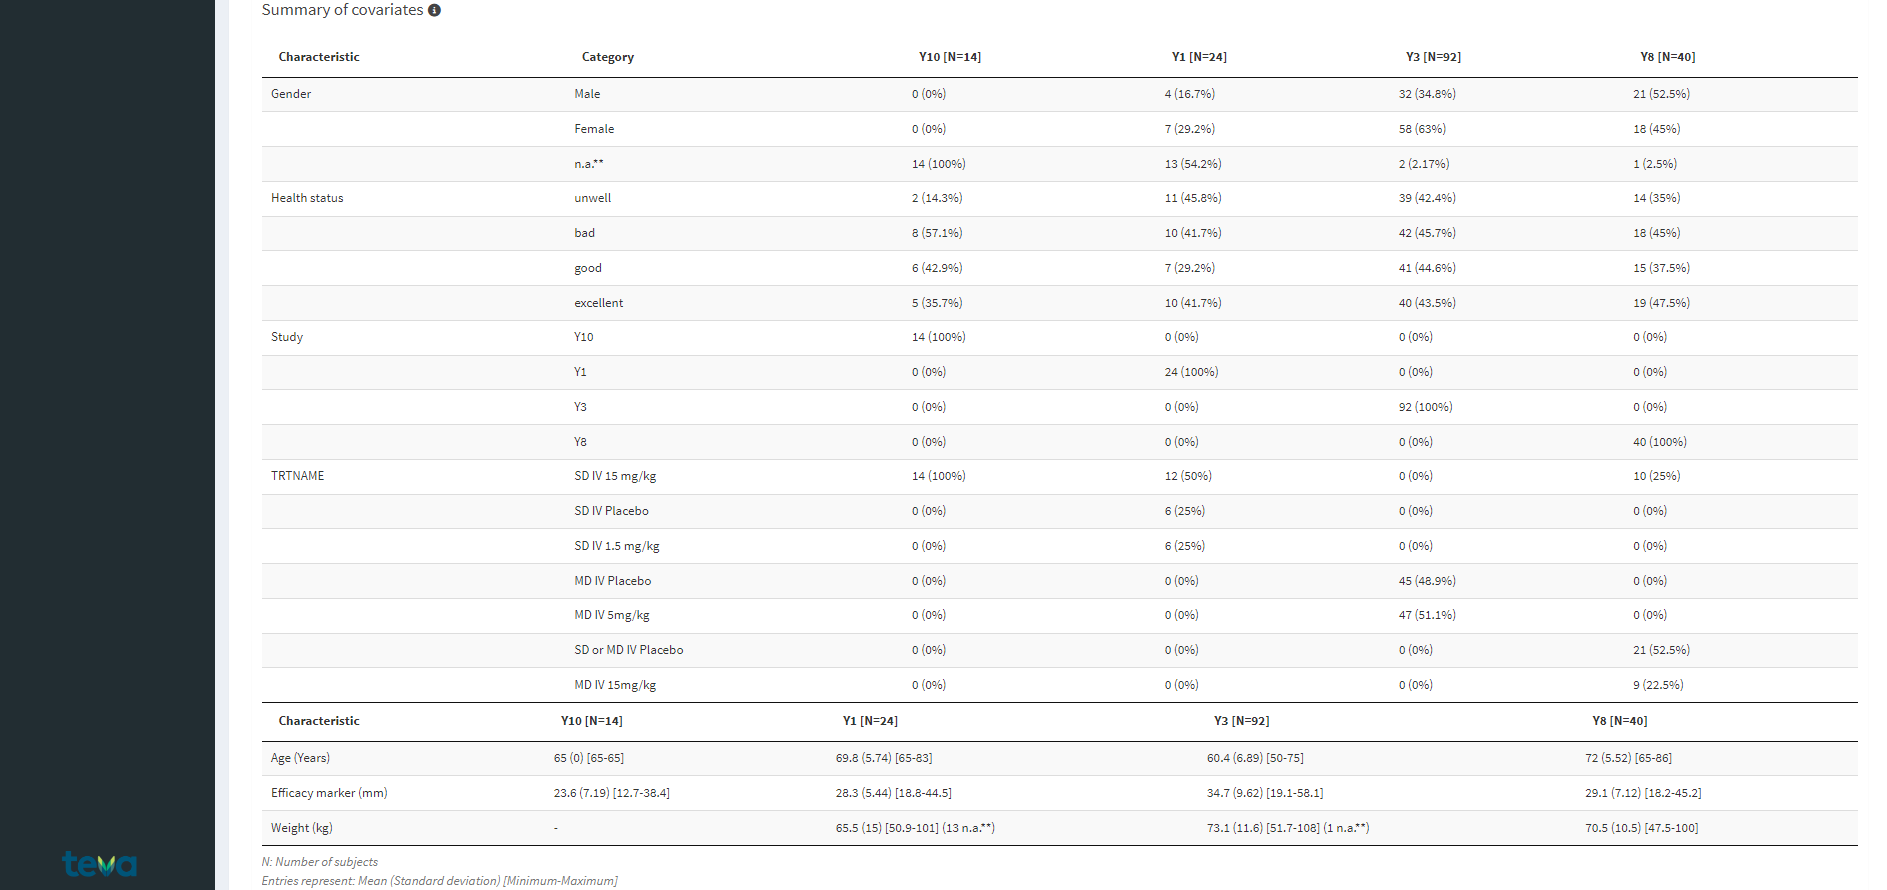 Summary of covariates
Characteristic Category Y10 [N=14] Y1 [N=24] Y3 [N=92] Y8 [N=40]
Gender Male 0 (0%) 4 (16.7%) 32 (34.8%) 21 (52.5%)
Female 0 (0%) 7 (29.2%) 58 (63%) 18 (45%)
n.a.** 14 (100%) 13 (54.2%) 2 (2.17%) 1 (2.5%)
Health status unwell 2 (14.3%) 11 (45.8%) 39 (42.4%) 14 (35%)
bad 8 (57.1%) 10 (41.7%) 42 (45.7%) 18 (45%)
good 6 (42.9%) 7 (29.2%) 41 (44.6%) 15 (37.5%)
excellent 5 (35.7%) 10 (41.7%) 40 (43.5%) 19 (47.5%)
Study Y10 14 (100%) 0 (0%) 0 (0%) 0 (0%)
Y1 0 (0%) 24 (100%) 0 (0%) 0 (0%)
Y3 0 (0%) 0 (0%) 92 (100%) 0 (0%)
Y8 0 (0%) 0 (0%) 0 (0%) 40 (100%)
TRTNAME SD IV 15 mg/kg 14 (100%) 12 (50%) 0 (0%) 10 (25%)
SD IV Placebo 0 (0%) 6 (25%) 0 (0%) 0 (0%)
SD IV 1.5 mg/kg 0 (0%) 6 (25%) 0 (0%) 0 (0%)
MD IV Placebo 0 (0%) 0 (0%) 45 (48.9%) 0 (0%)
MD IV 5mg/kg 0 (0%) 0 (0%) 47 (51.1%) 0 (0%)
SD or MD IV Placebo 0 (0%) 0 (0%) 0 (0%) 21 (52.5%)
MD IV 15mg/kg 0 (0%) 0 (0%) 0 (0%) 9 (22.5%)
Characteristic Y10 [N=14] Y1 [N=24] Y3 [N=92] Y8 [N=40]
Age (Years) 65 (0) [65-65] 69.8 (5.74) [65-83] 60.4 (6.89) [50-75] 72 (5.52) [65-86]
Efficacy marker (mm) 23.6 (7.19) [12.7-38.4] 28.3 (5.44) [18.8-44.5] 34.7 (9.62) [19.1-58.1] 29.1 (7.12) [18.2-45.2]
Weight (kg) - 65.5 (15) [50.9-101] (13 n.a.**) 73.1 (11.6) [51.7-108] (1 n.a.**) 70.5 (10.5) [47.5-100]
N: Number of subjects
Entries represent: Mean (Standard deviation) [Minimum-Maximum]
teva